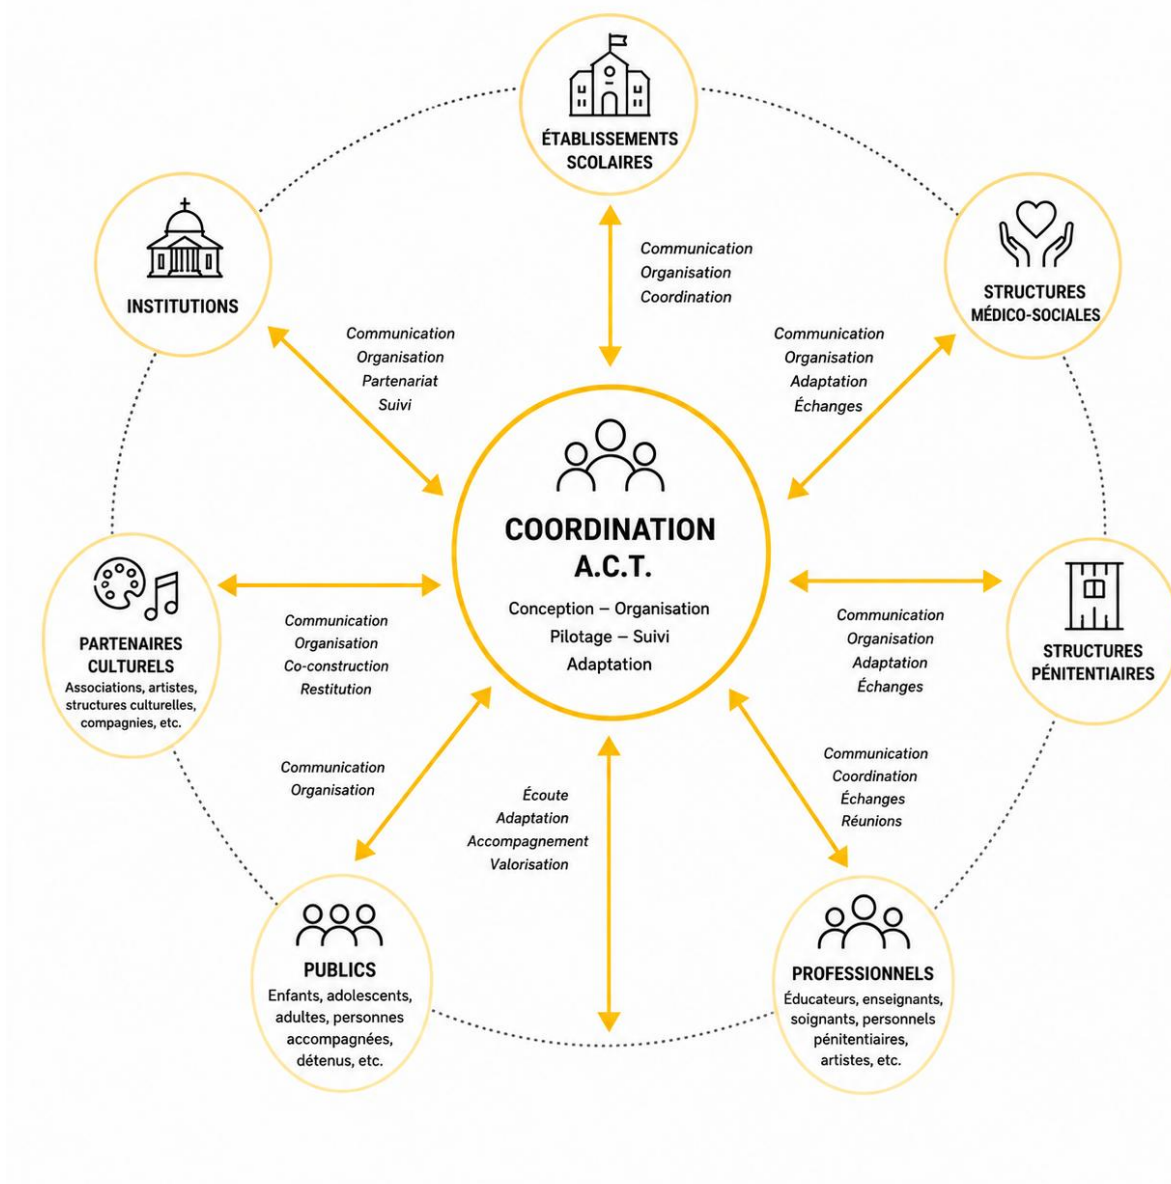 ÉTABLISSEMENTS
SCOLAIRES
INSTITUTIONS
STRUCTURES
MÉDICO-SOCIALES
Communication
Organisation
Coordination
Communication
Organisation
Partenariat
Suivi
Communication
Organisation
Adaptation
Échanges
COORDINATION
A.C.T.
Conception – Organisation
Pilotage – Suivi
Adaptation
PARTENAIRES
CULTURELS
Associations, artistes,
structures culturelles,
compagnies, etc.
Communication
Organisation
Co-construction
Restitution
Communication
Organisation
Adaptation
Échanges
STRUCTURES
PÉNITENTIAIRES
Communication
Organisation
Écoute
Adaptation
Accompagnement
Valorisation
Communication
Coordination
Échanges
Réunions
PUBLICS
Enfants, adolescents,
adultes, personnes
accompagnées,
détenus, etc.
PROFESSIONNELS
Éducateurs, enseignants,
soignants, personnels
pénitentiaires,
artistes, etc.